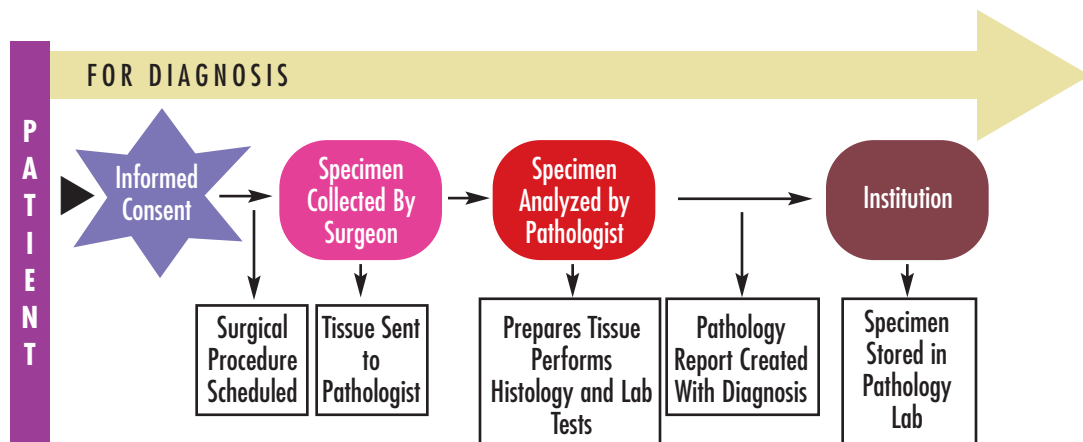 FOR DIAGNOSIS
PATIENT
Informed
Consent
Specimen
Collected By
Surgeon
Specimen
Analyzed by
Pathologist
Institution
Surgical
Procedure
Scheduled
Tissue Sent
to
Pathologist
Prepares Tissue
Performs
Histology and Lab
Tests
Pathology
Report Created
With Diagnosis
Specimen
Stored in
Pathology
Lab